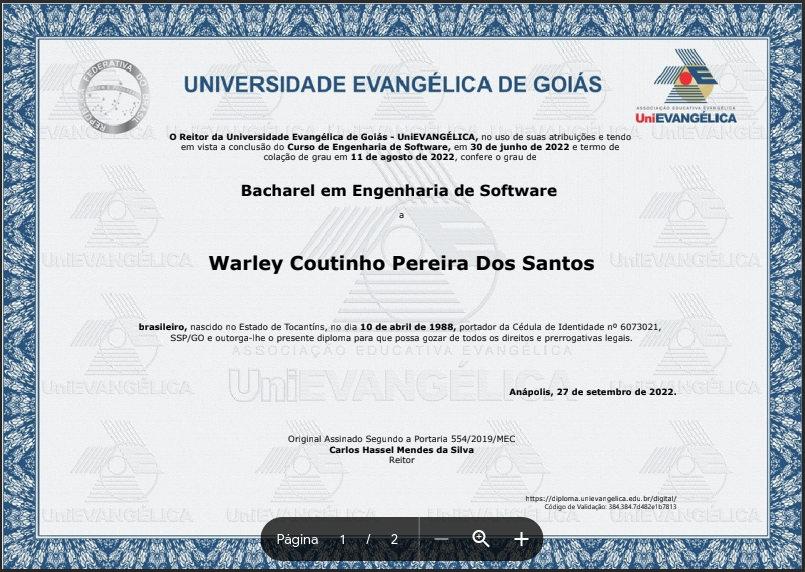 UNIVERSIDADE EVANGÉLICA DE GOIÁS
ASSOCIAÇÃO EDUCATIVA EVANGÉLICA
UniEVANGÉLICA
O Reitor da Universidade Evangélica de Goiás - UniEVANGÉLICA, no uso de suas atribuições e tendo
em vista a conclusão do Curso de Engenharia de Software, em 30 de junho de 2022 e termo de
colação de grau em 11 de agosto de 2022, confere o grau de
Bacharel em Engenharia de Software
a
Warley Coutinho Pereira Dos Santos
brasileiro, nascido no Estado de Tocantíns, no dia 10 de abril de 1988, portador da Cédula de Identidade nº 6073021,
SSP/GO e outorga-lhe o presente diploma para que possa gozar de todos os direitos e prerrogativas legais.
ASSOCIAÇÃO EDUCATIVA EVANGÉLICA
UniEVANGÉLICA
Anápolis, 27 de setembro de 2022.
Original Assinado Segundo a Portaria 554/2019/MEC
Carlos Hassel Mendes da Silva
Reitor
https://diploma.unievangelica.edu.br/digital/
Código de Validação: 384.384.7d482e1b7813
Página 1 / 2